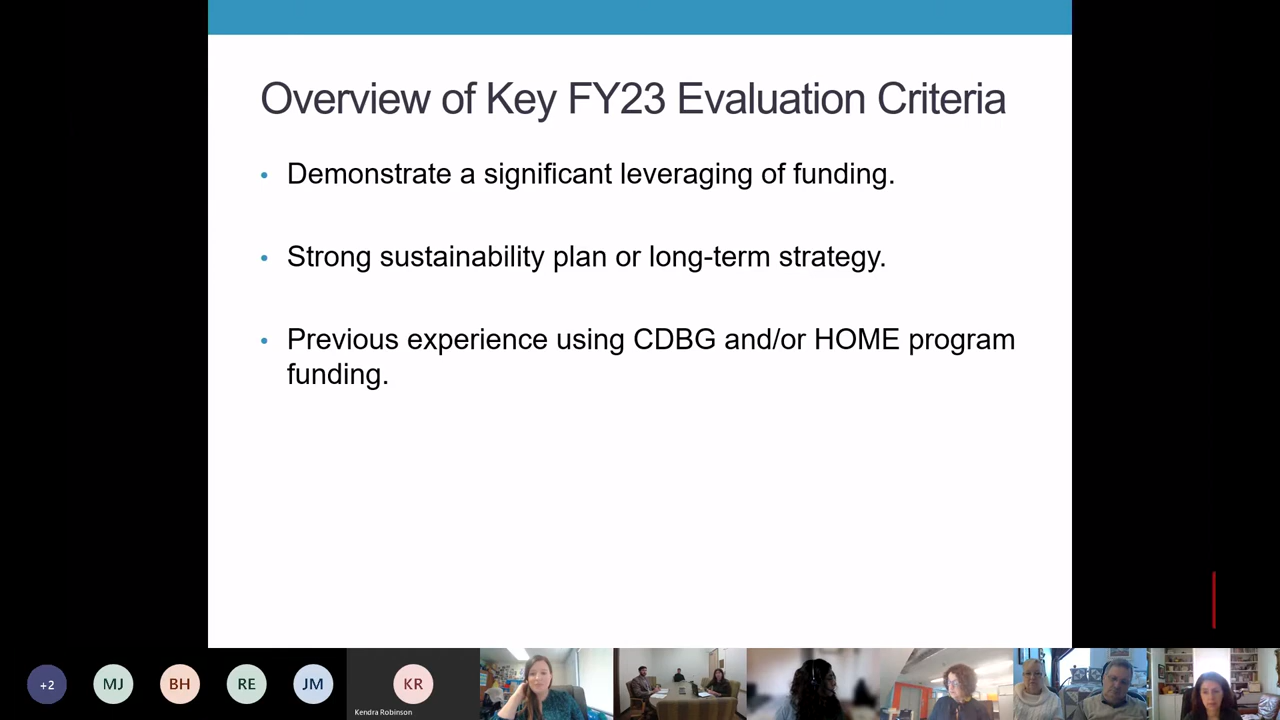 Overview of Key FY23 Evaluation Criteria
• Demonstrate a significant leveraging of funding.
• Strong sustainability plan or long-term strategy.
• Previous experience using CDBG and/or HOME program
funding.
+2
MJ
BH
RE
JM
KR
Kendra Robinson